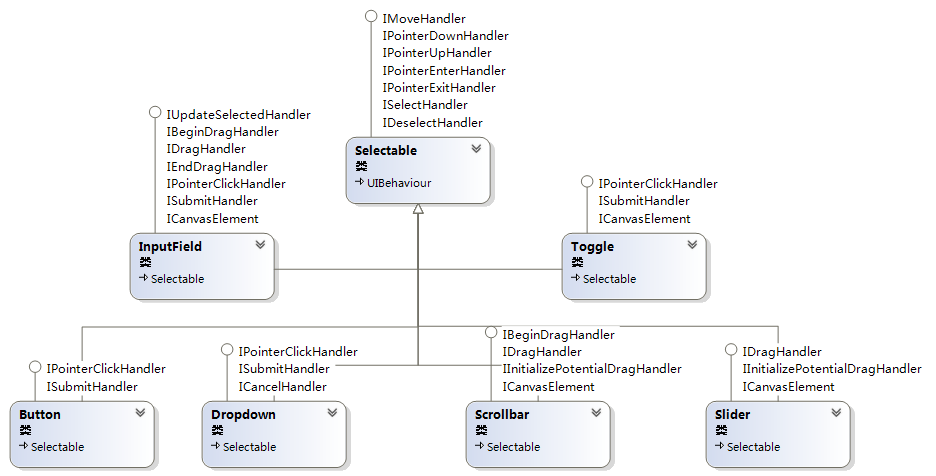 IMoveHandler
IPointerDownHandler
IPointerUpHandler
IPointerEnterHandler
IPointerExitHandler
ISelectHandler
IDeselectHandler
Selectable
UIBehaviour
IUpdateSelectedHandler
IBeginDragHandler
IDragHandler
IEndDragHandler
IPointerClickHandler
ISubmitHandler
ICanvasElement
InputField
Selectable
IPointerClickHandler
ISubmitHandler
ICanvasElement
Toggle
Selectable
IPointerClickHandler
ISubmitHandler
Button
Selectable
IPointerClickHandler
ISubmitHandler
ICancelHandler
Dropdown
Selectable
IBeginDragHandler
IDragHandler
IInitializePotentialDragHandler
ICanvasElement
Scrollbar
Selectable
IDragHandler
IInitializePotentialDragHandler
ICanvasElement
Slider
Selectable